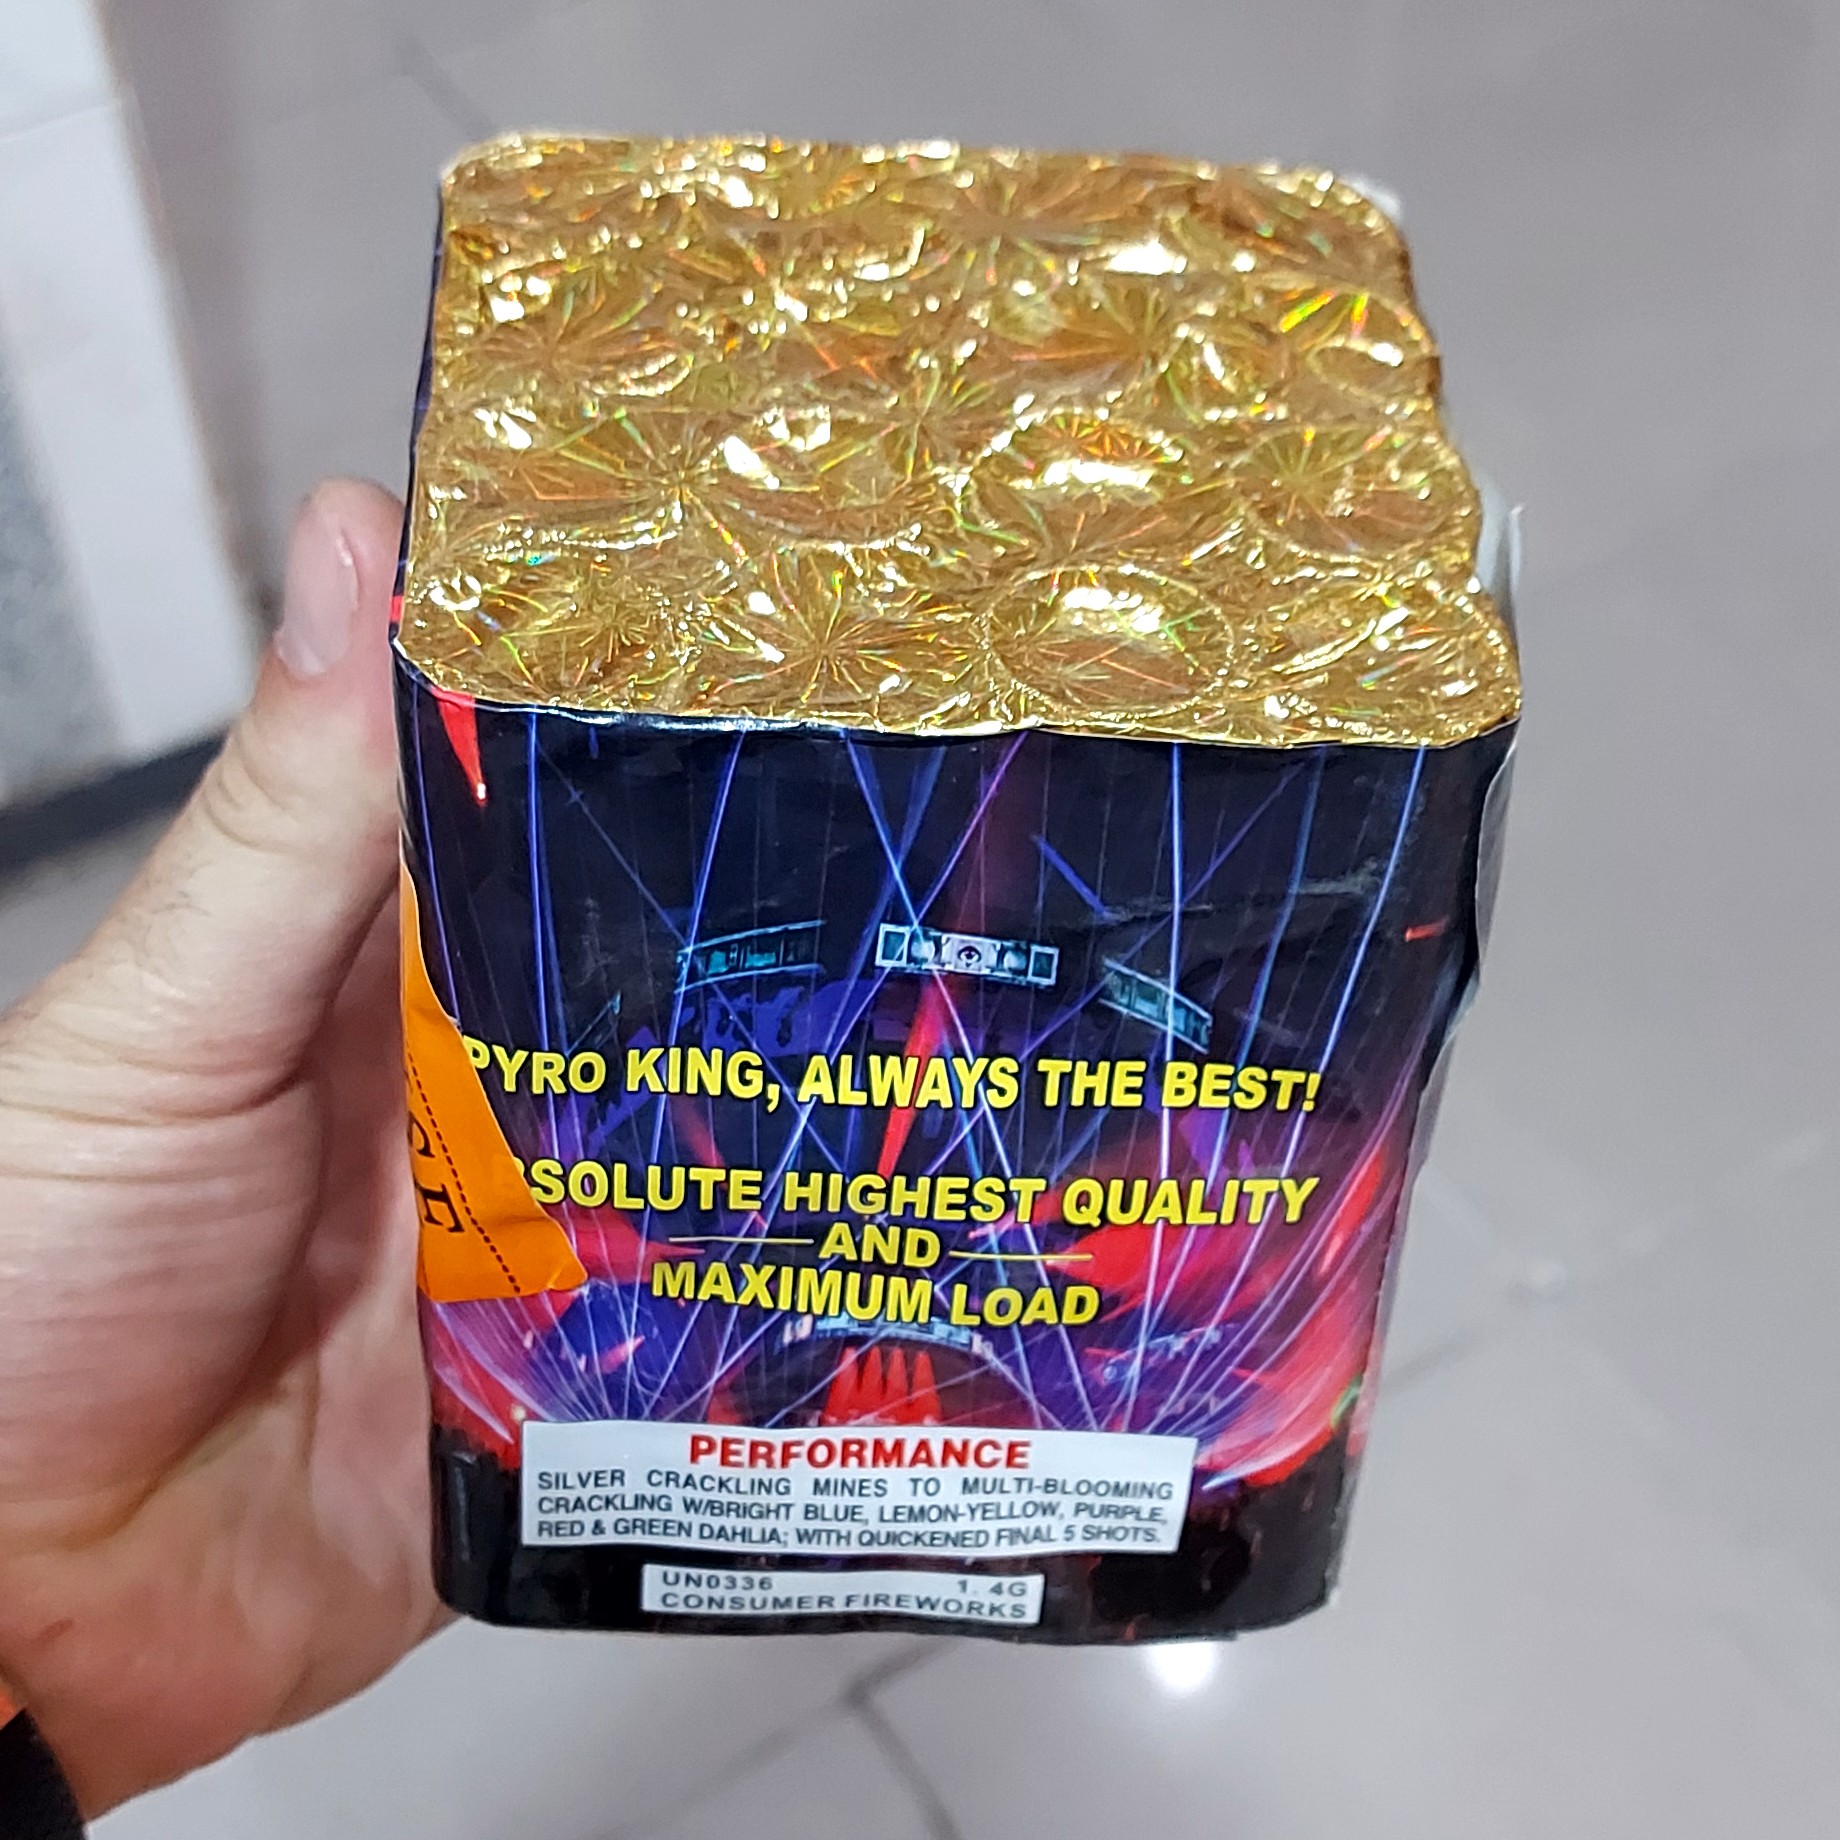 PYRO KING, ALWAYS THE BEST!
BSOLUTE HIGHEST QUALITY
AND
MAXIMUM LOAD
PERFORMANCE
SILVER CRACKLING MINES TO MULTI-BLOOMING
CRACKLING W/BRIGHT BLUE, LEMON-YELLOW, PURPLE,
RED & GREEN DAHLIA; WITH QUICKENED FINAL 5 SHOTS.
UN0336 1.4G
CONSUMER FIREWORKS